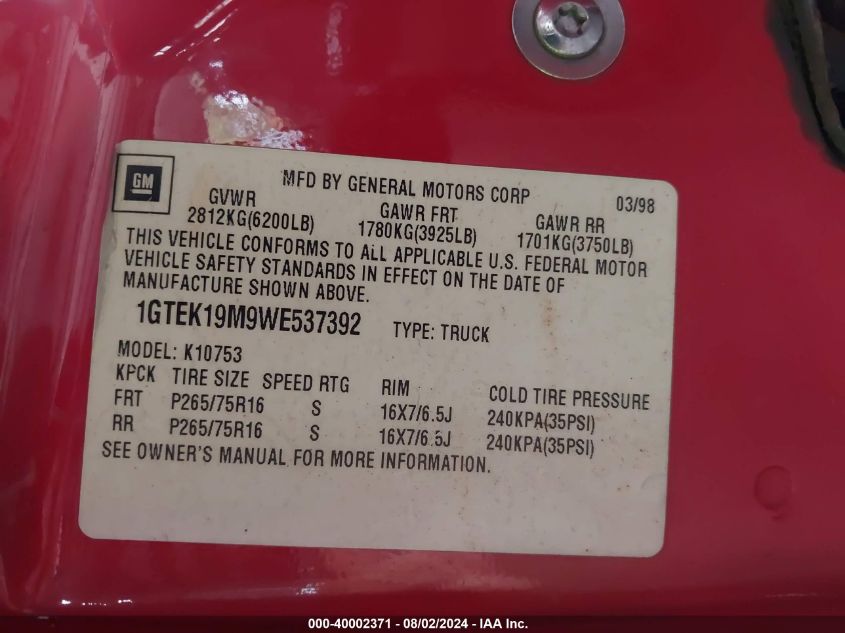 GM
MFD BY GENERAL MOTORS CORP 03/98
GVWR GAWR FRT GAWR RR
2812KG(6200LB) 1780KG(3925LB) 1701KG(3750LB)
THIS VEHICLE CONFORMS TO ALL APPLICABLE U.S. FEDERAL MOTOR
VEHICLE SAFETY STANDARDS IN EFFECT ON THE DATE OF
MANUFACTURE SHOWN ABOVE.
1GTEK19M9WE537392 TYPE: TRUCK
MODEL: K10753
KPCK TIRE SIZE SPEED RTG RIM COLD TIRE PRESSURE
FRT P265/75R16 S 16X7/6.5J 240KPA(35PSI)
RR P265/75R16 S 16X7/6.5J 240KPA(35PSI)
SEE OWNER'S MANUAL FOR MORE INFORMATION.
000-40002371 - 08/02/2024 - IAA Inc.